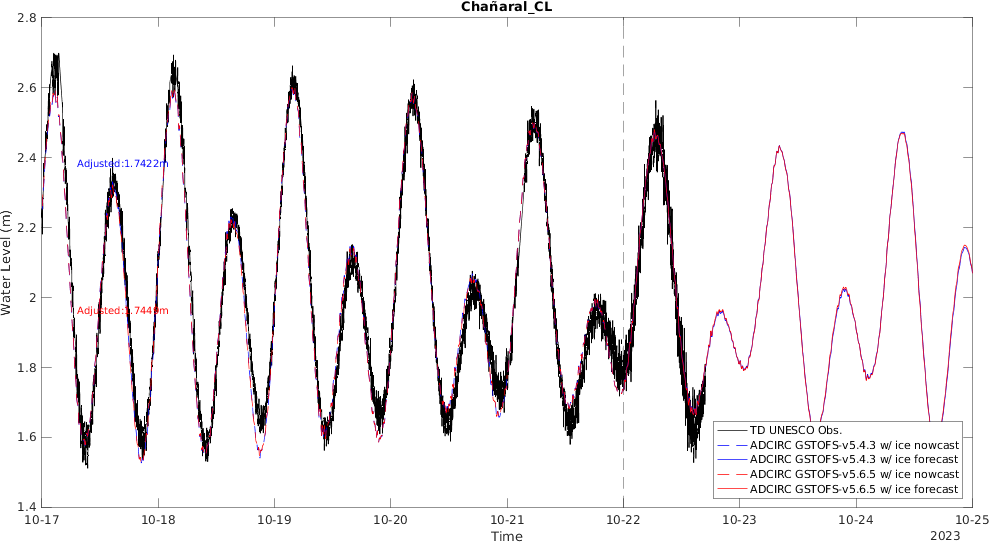 Chañaral_CL
2.8
2.6
2.4
2.2
2
1.8
1.6
1.4
Water Level (m)
Adjusted:1.7422m
10-17
10-18
10-19
10-20
10-21
10-22
10-23
10-24
10-25
Time
2023
TD UNESCO Obs.
ADCIRC GSTOFS-v5.4.3 w/ ice nowcast
ADCIRC GSTOFS-v5.4.3 w/ ice forecast
ADCIRC GSTOFS-v5.6.5 w/ ice nowcast
ADCIRC GSTOFS-v5.6.5 w/ ice forecast